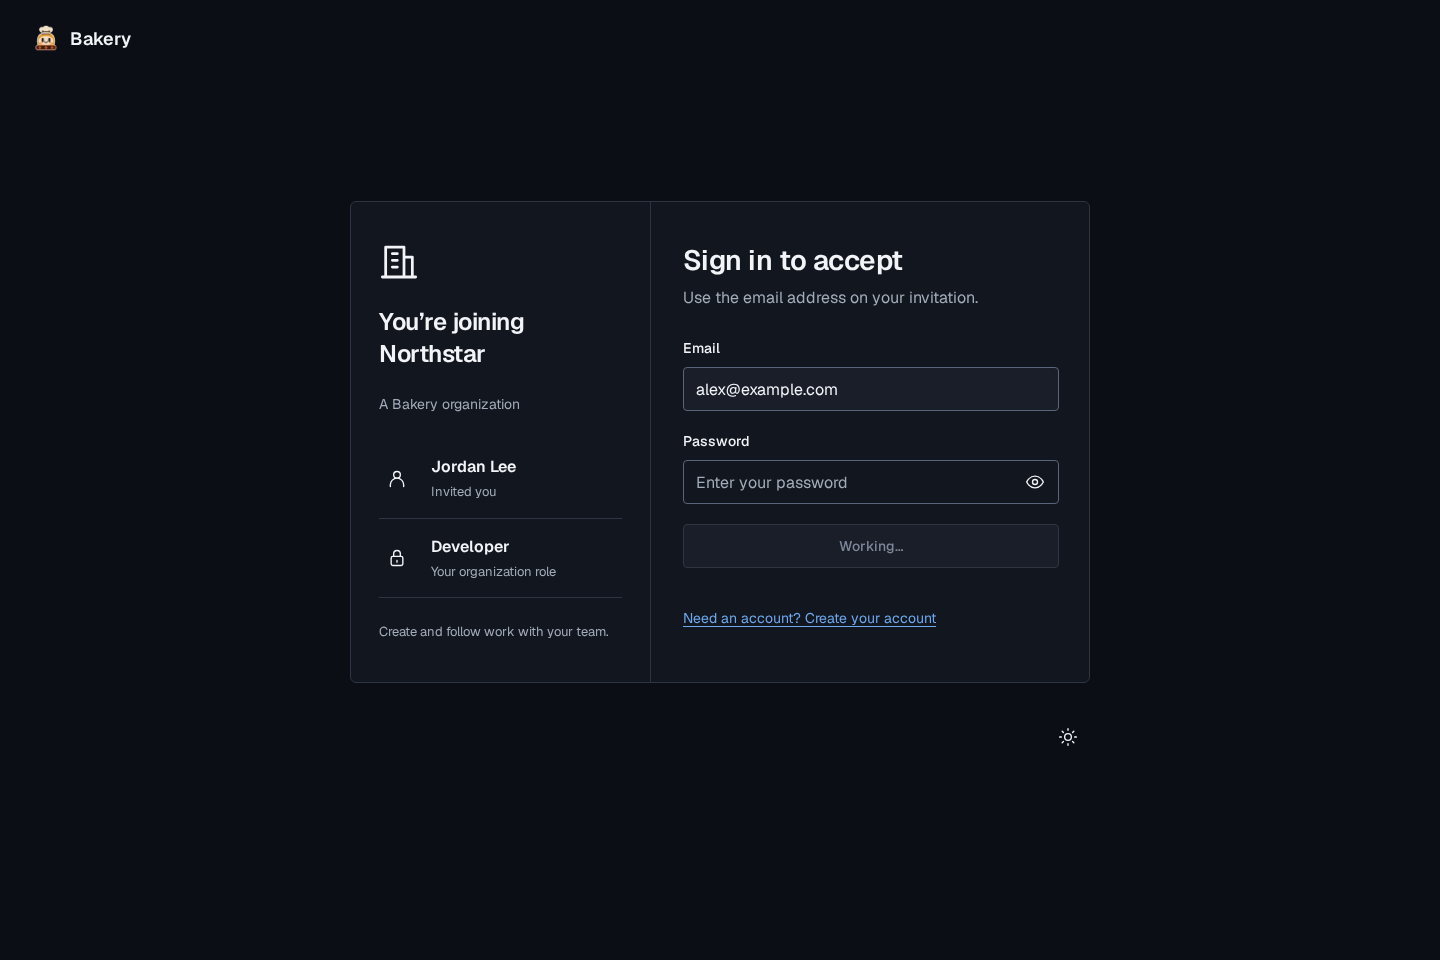 Bakery
You’re joining
Northstar
A Bakery organization
Jordan Lee
Invited you
Developer
Your organization role
Create and follow work with your team.
Sign in to accept
Use the email address on your invitation.
Email
alex@example.com
Password
Enter your password
Working…
Need an account? Create your account